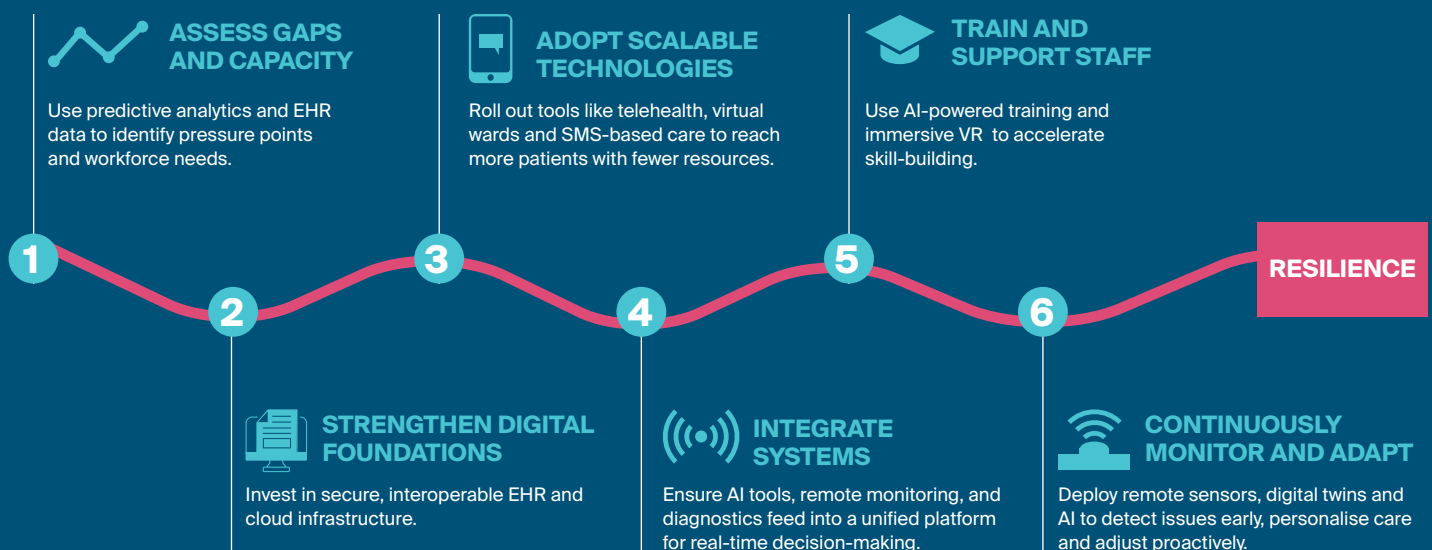 1
ASSESS GAPS
AND CAPACITY
Use predictive analytics and EHR
data to identify pressure points
and workforce needs.
2
STRENGTHEN DIGITAL
FOUNDATIONS
Invest in secure, interoperable EHR and
cloud infrastructure.
3
ADOPT SCALABLE
TECHNOLOGIES
Roll out tools like telehealth, virtual
wards and SMS-based care to reach
more patients with fewer resources.
4
INTEGRATE
SYSTEMS
Ensure AI tools, remote monitoring, and
diagnostics feed into a unified platform
for real-time decision-making.
5
TRAIN AND
SUPPORT STAFF
Use AI-powered training and
immersive VR  to accelerate
skill-building.
6
CONTINUOUSLY
MONITOR AND ADAPT
Deploy remote sensors, digital twins and
AI to detect issues early, personalise care
and adjust proactively.
RESILIENCE